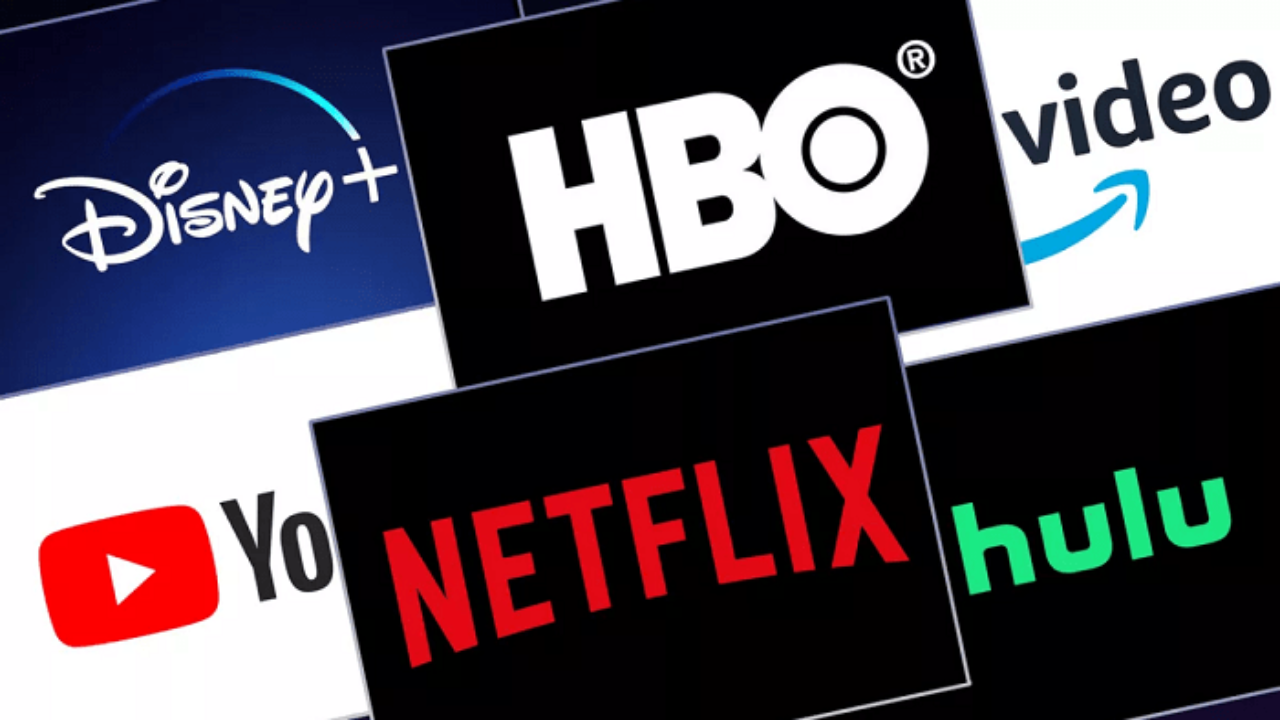 DISNEY+
HBO®
video
Yo
NETFLIX
hulu